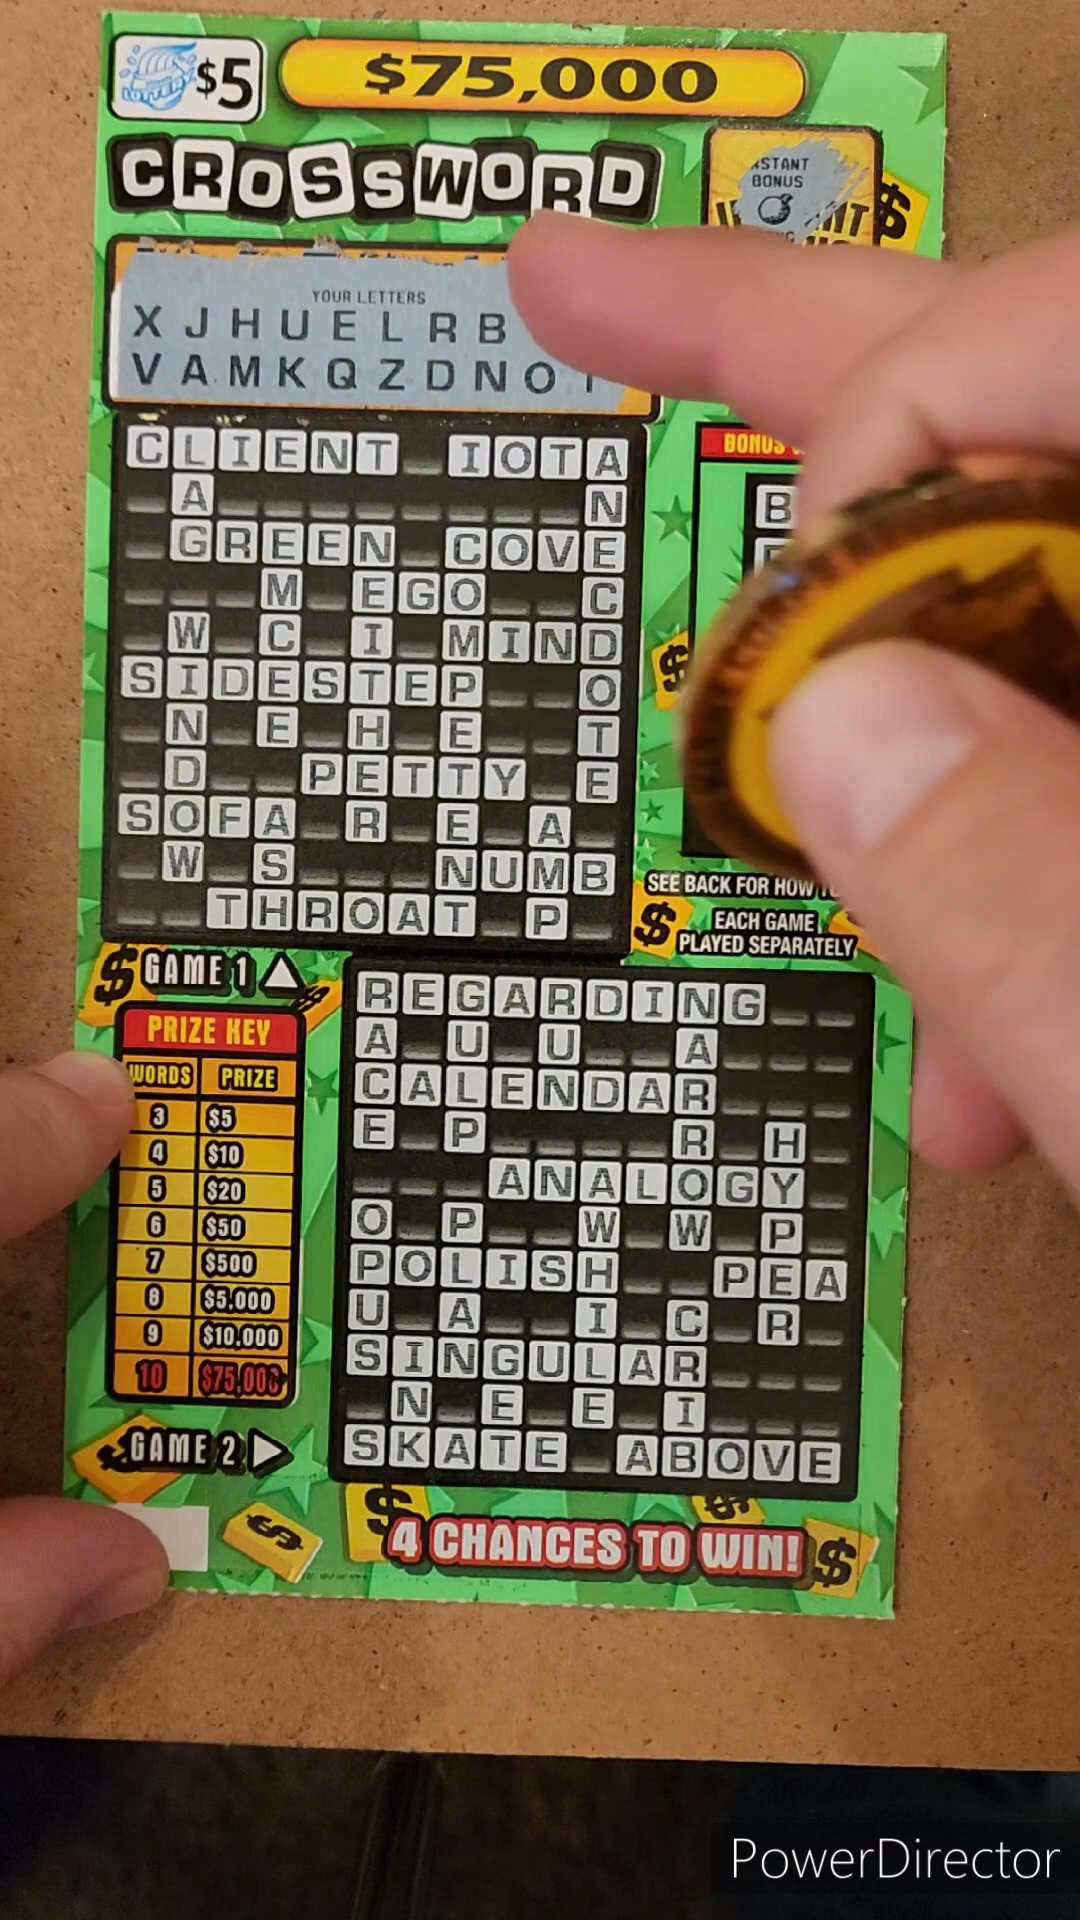 LOTTERY $5
$75,000
CROSSWORD
INSTANT
BONUS
YOUR LETTERS
X J H U E L R B
V A M K Q Z D N O
CLIENT IOTA
A N
GREEN COVE
M EGO C
W C I MIND
SIDESTEP O
N E H E T
D PETTY E
SOFA R E A
W S NUMB
THROAT P
BONUS
B
SEE BACK FOR HOW
EACH GAME
PLAYED SEPARATELY
GAME 1
PRIZE KEY
WORDS PRIZE
3 $5
4 $10
5 $20
6 $50
7 $500
8 $5,000
9 $10,000
10 $75,000
GAME 2
REGARDING
A U U A
CALENDAR
E P R H
ANALOGY
O P W W P
POLISH PEA
U A I C R
SINGULAR
N E E I
SKATE ABOVE
4 CHANCES TO WIN!
PowerDirector